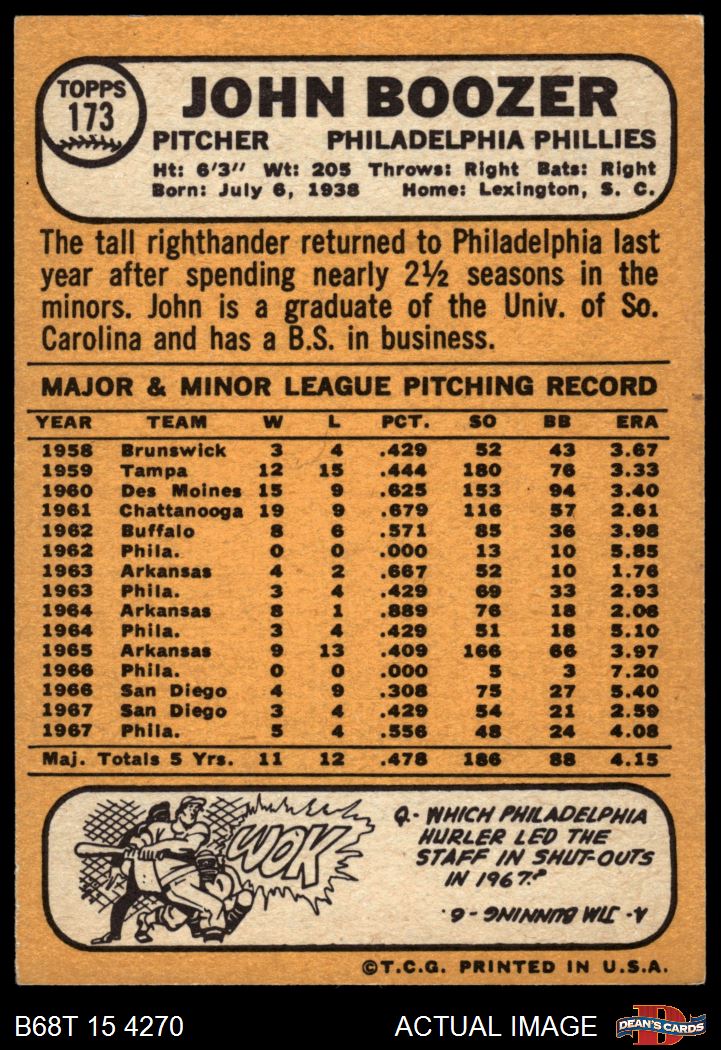 TOPPS
173
JOHN BOOZER
PITCHER PHILADELPHIA PHILLIES
Ht: 6'3" Wt: 205 Throws: Right Bats: Right
Born: July 6, 1938 Home: Lexington, S. C.
The tall righthander returned to Philadelphia last
year after spending nearly 2½ seasons in the
minors. John is a graduate of the Univ. of So.
Carolina and has a B.S. in business.
MAJOR & MINOR LEAGUE PITCHING RECORD
YEAR TEAM W L PCT. SO BB ERA
1958 Brunswick 3 4 .429 52 43 3.67
1959 Tampa 12 15 .444 180 76 3.33
1960 Des Moines 15 9 .625 153 94 3.40
1961 Chattanooga 19 9 .679 116 57 2.61
1962 Buffalo 8 6 .571 85 36 3.98
1962 Phila. 0 0 .000 13 10 5.85
1963 Arkansas 4 2 .667 52 10 1.76
1963 Phila. 3 4 .429 69 33 2.93
1964 Arkansas 8 1 .889 76 18 2.06
1964 Phila. 3 4 .429 51 18 5.10
1965 Arkansas 9 13 .409 166 66 3.97
1966 Phila. 0 0 .000 5 3 7.20
1966 San Diego 4 9 .308 75 27 5.40
1967 San Diego 3 4 .429 54 21 2.59
1967 Phila. 5 4 .556 48 24 4.08
Maj. Totals 5 Yrs. 11 12 .478 186 88 4.15
WOK
Q- WHICH PHILADELPHIA
HURLER LED THE
STAFF IN SHUT-OUTS
IN 1967?
A- JIM BUNNING - 6.
©T.C.G. PRINTED IN U.S.A.
B68T 15 4270 ACTUAL IMAGE
DEAN'S CARDS